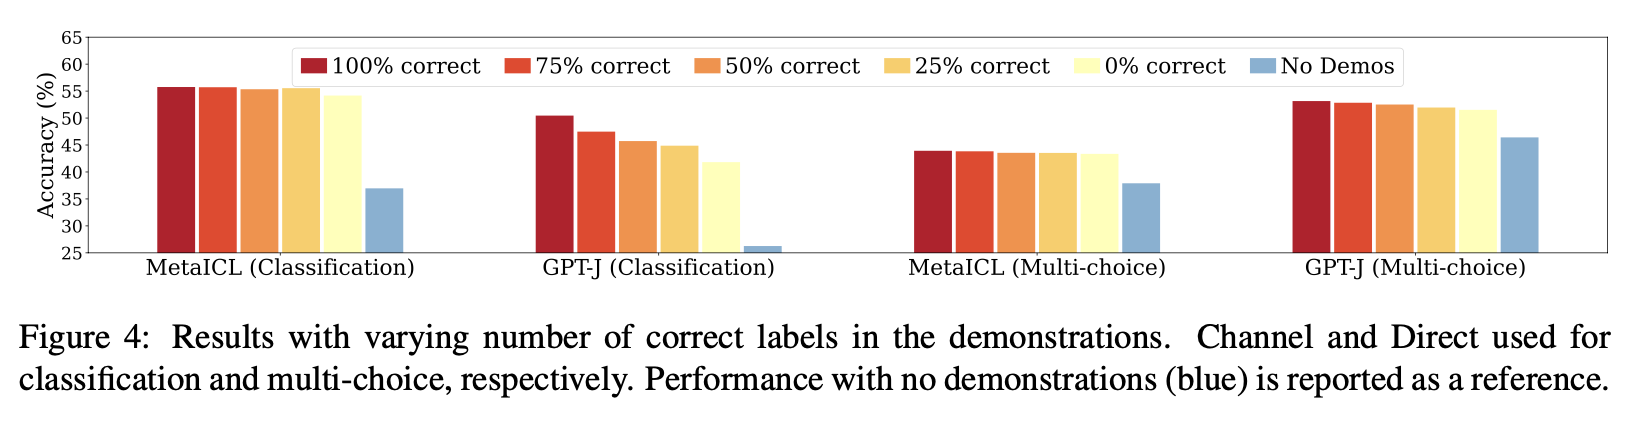 65
60
55
50
45
40
35
30
25
Accuracy (%)
100% correct 75% correct 50% correct 25% correct 0% correct No Demos
MetaICL (Classification) GPT-J (Classification) MetaICL (Multi-choice) GPT-J (Multi-choice)
Figure 4: Results with varying number of correct labels in the demonstrations. Channel and Direct used for
classification and multi-choice, respectively. Performance with no demonstrations (blue) is reported as a reference.